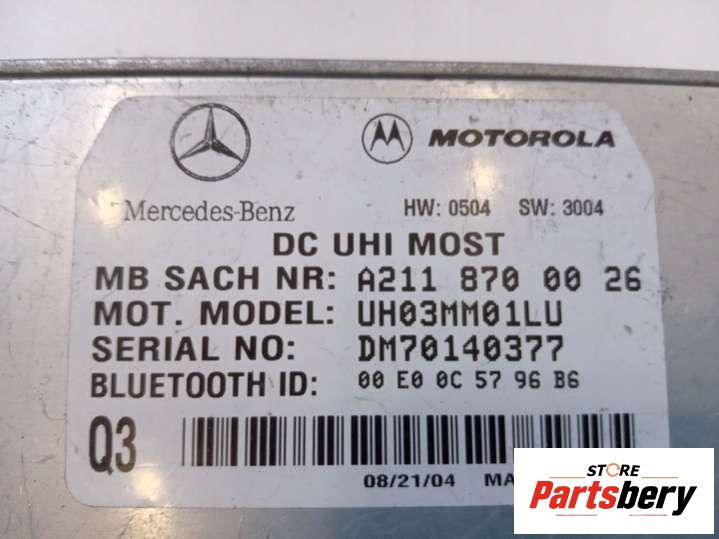 MOTOROLA
Mercedes-Benz HW: 0504 SW: 3004
DC UHI MOST
MB SACH NR: A211 870 00 26
MOT. MODEL: UH03MM01LU
SERIAL NO: DM70140377
BLUETOOTH ID: 00 E0 0C 57 96 B6
Q3
08/21/04
STORE
Partsbery